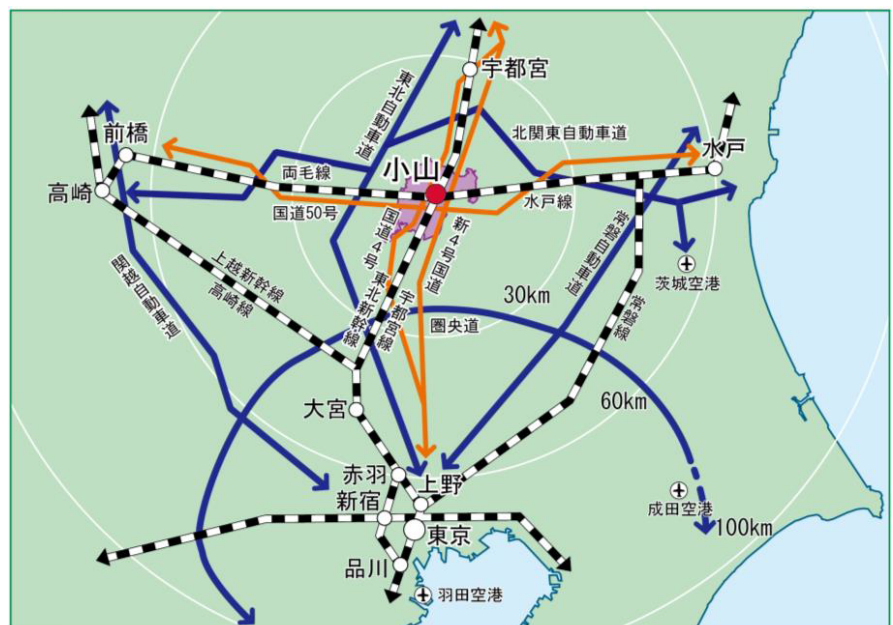 宇都宮
東北自動車道
北関東自動車道
前橋
水戸
両毛線
小山
高崎
国道50号
水戸線
国道4号
新4号国道
常磐自動車道
茨城空港
上越新幹線
高崎線
関越自動車道
東北新幹線
宇都宮線
30km
圏央道
常磐線
60km
大宮
赤羽
上野
新宿
成田空港
100km
東京
品川
羽田空港